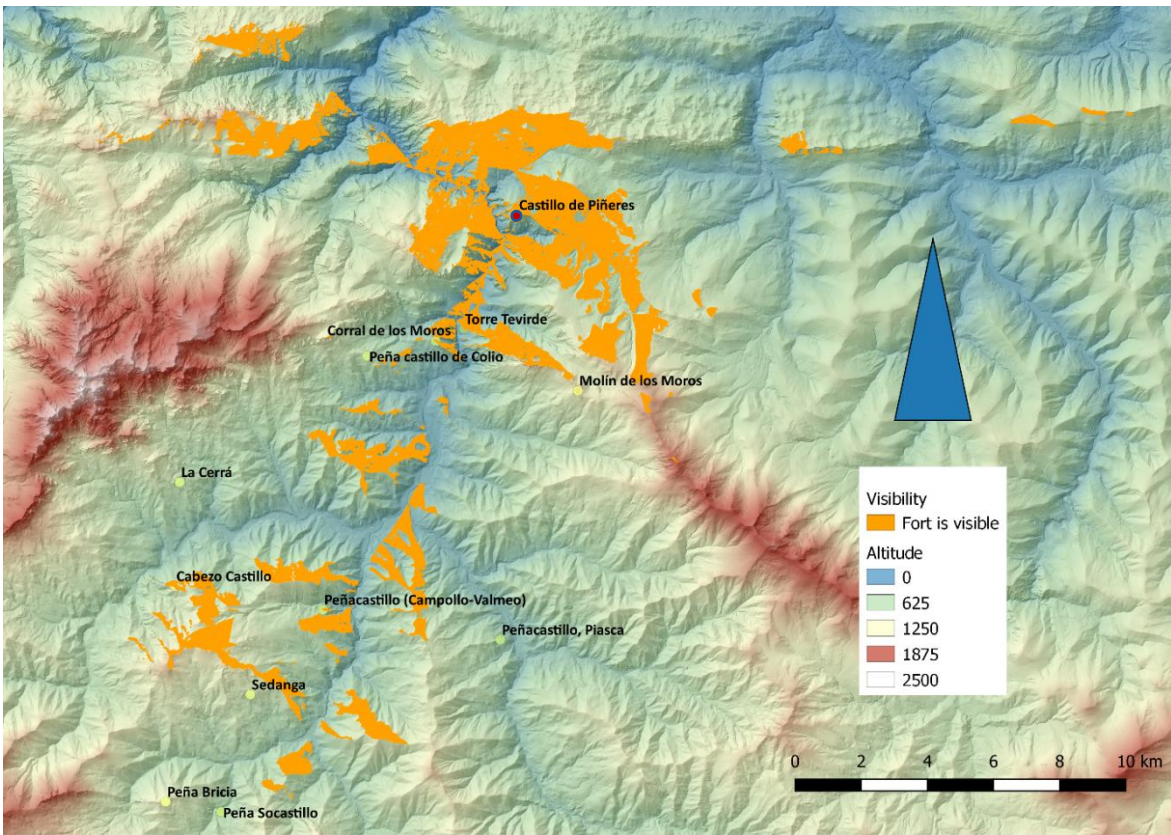 Castillo de Piñeres
Torre Tevirde
Corral de los Moros
Peña castillo de Colio
Molín de los Moros
La Cerrá
Visibility
Fort is visible
Altitude
0
625
1250
1875
2500
Cabezo Castillo
Peñacastillo (Campollo-Valmeo)
Peñacastillo, Piasca
Sedanga
0 2 4 6 8 10 km
Peña Bricia
Peña Socastillo